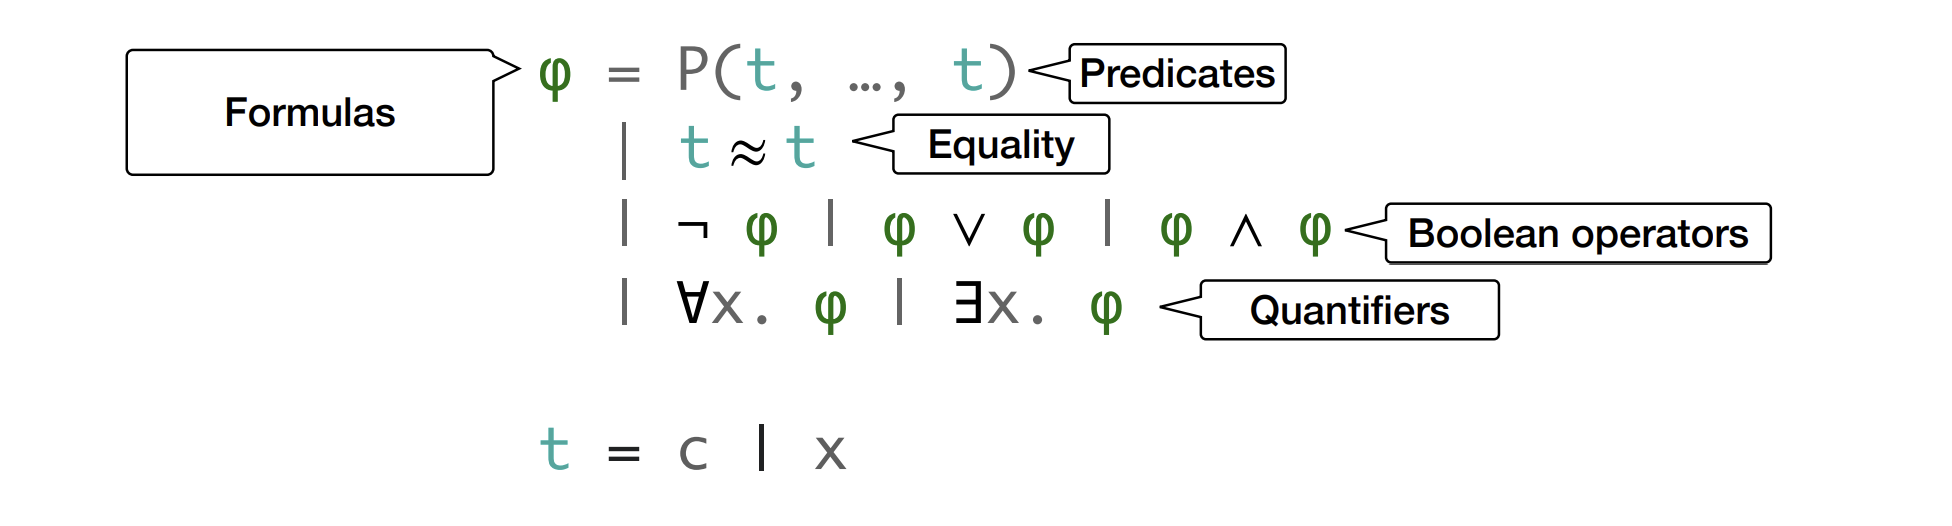 Formulas
φ = P(t, …, t) Predicates
| t ≈ t Equality
| ¬ φ | φ ∨ φ | φ ∧ φ Boolean operators
| ∀x. φ | ∃x. φ Quantifiers
t = c | x